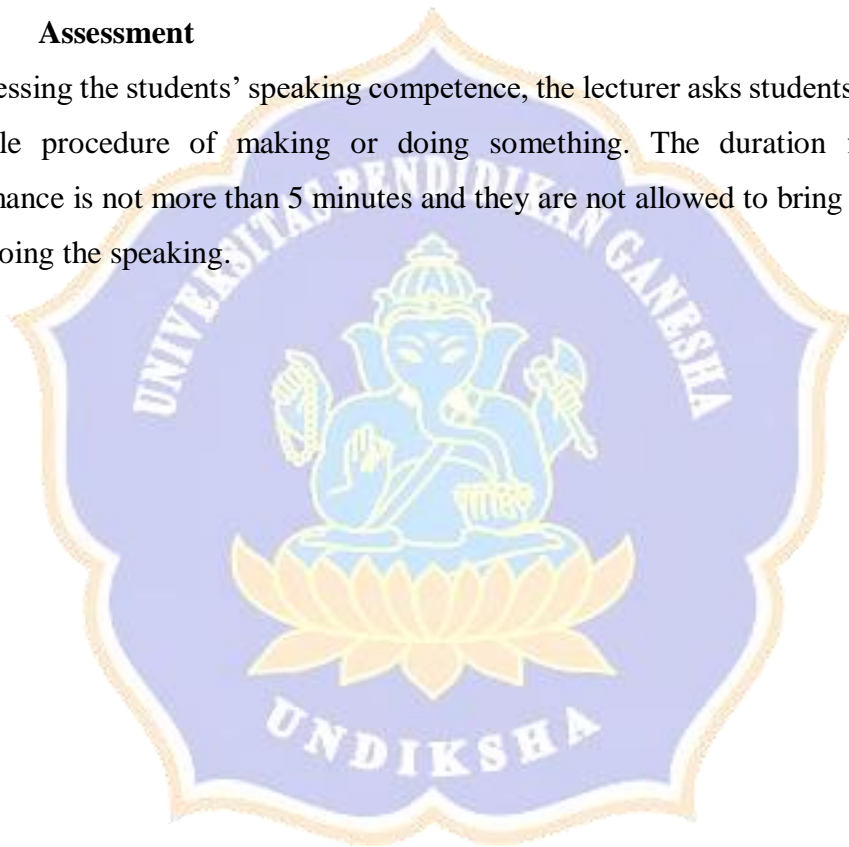 Assessment
essing the students’ speaking competence, the lecturer asks students
le procedure of making or doing something. The duration
nance is not more than 5 minutes and they are not allowed to bring
oing the speaking.
UNIVERSITAS PENDIDIKAN GANESHA
UNDIKSHA